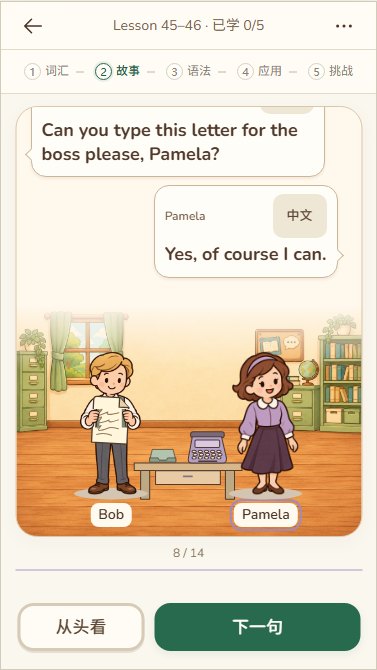 Lesson 45–46 · 已学 0/5
1 词汇
2 故事
3 语法
4 应用
5 挑战
Can you type this letter for the
boss please, Pamela?
Pamela
中文
Yes, of course I can.
Bob
Pamela
8 / 14
从头看
下一句